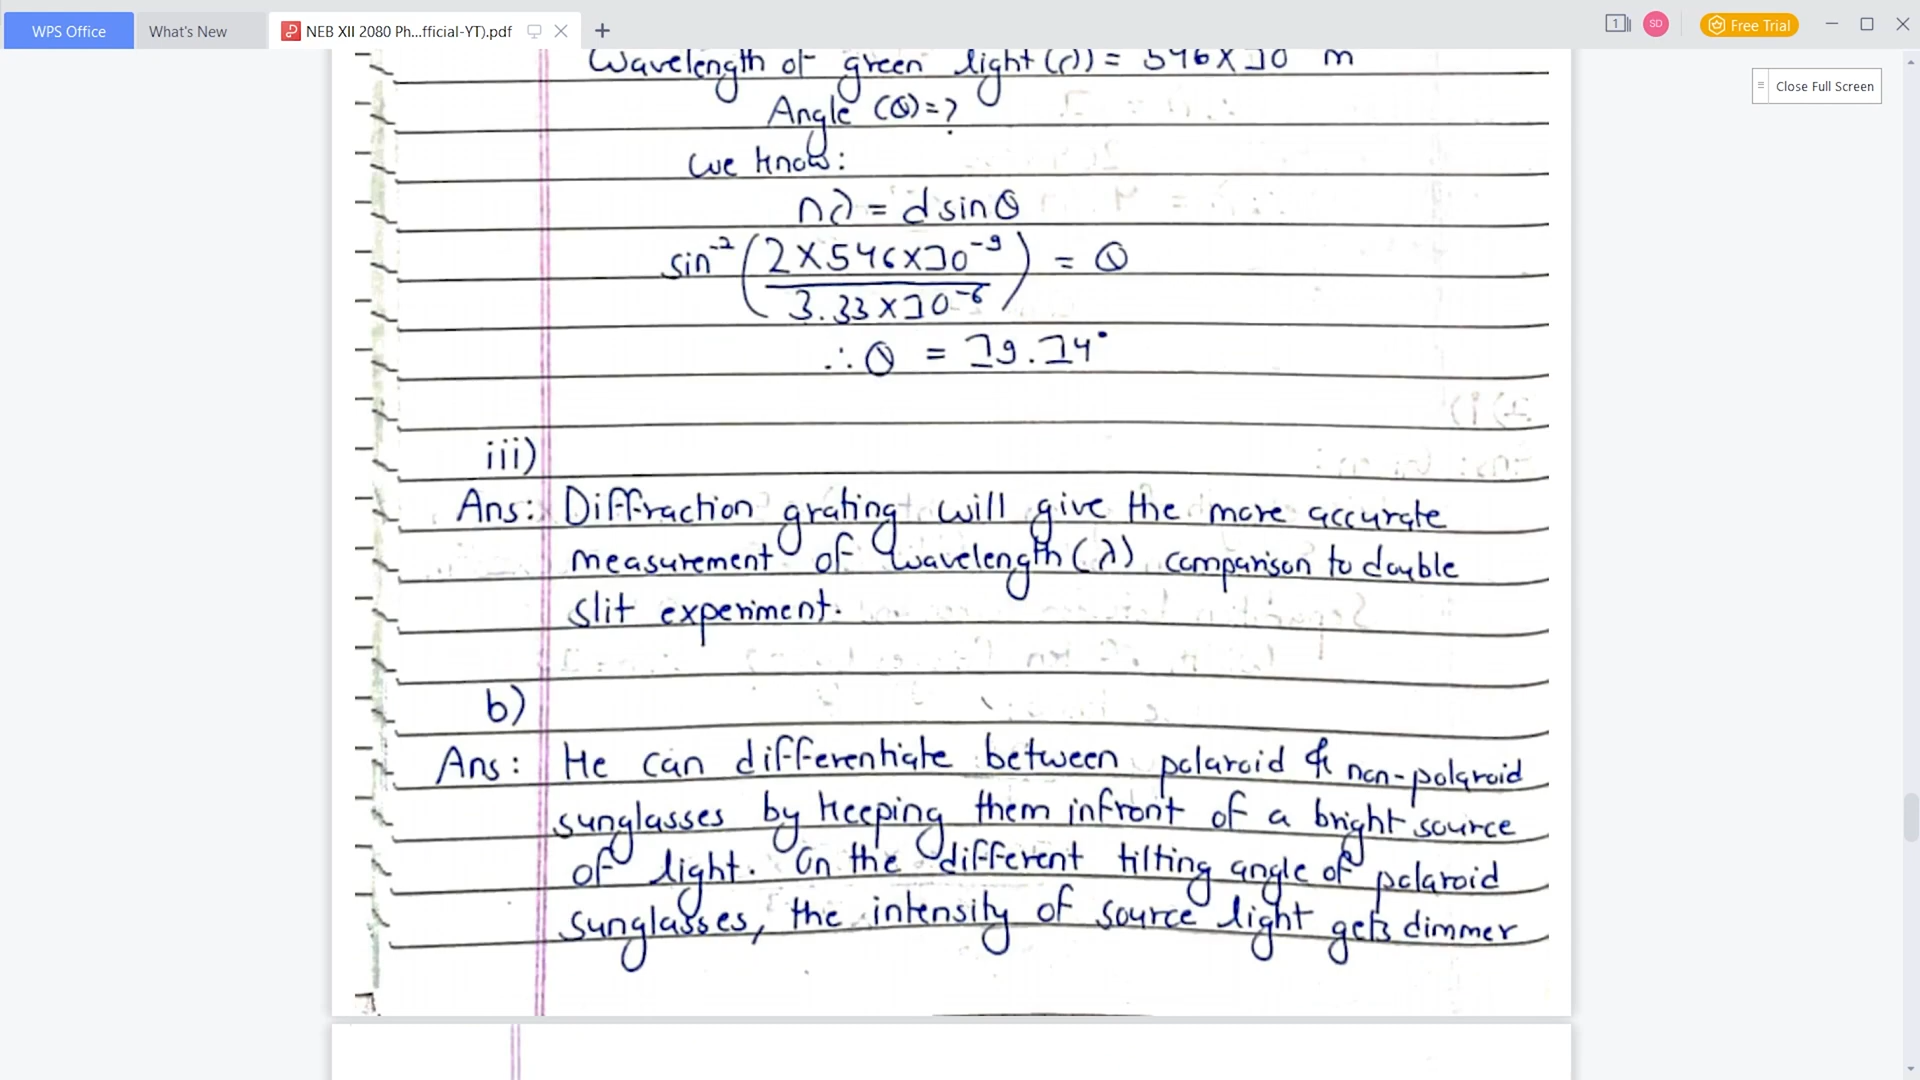 WPS Office
What's New
NEB XII 2080 Ph...fficial-YT).pdf
1
SD
Free Trial
Close Full Screen
Wavelength of green light (λ) = 546 × 10 m
Angle (θ) = ?
We know:
nλ = d sinθ
sin⁻¹ (2 × 546 × 10⁻⁹ / 3.33 × 10⁻⁶) = θ
∴ θ = 19.14°
iii)
Ans: Diffraction grating will give the more accurate
measurement of wavelength (λ) comparison to double
slit experiment.
b)
Ans: He can differentiate between polaroid & non-polaroid
sunglasses by keeping them infront of a bright source
of light. On the different tilting angle of polaroid
sunglasses, the intensity of source light gets dimmer